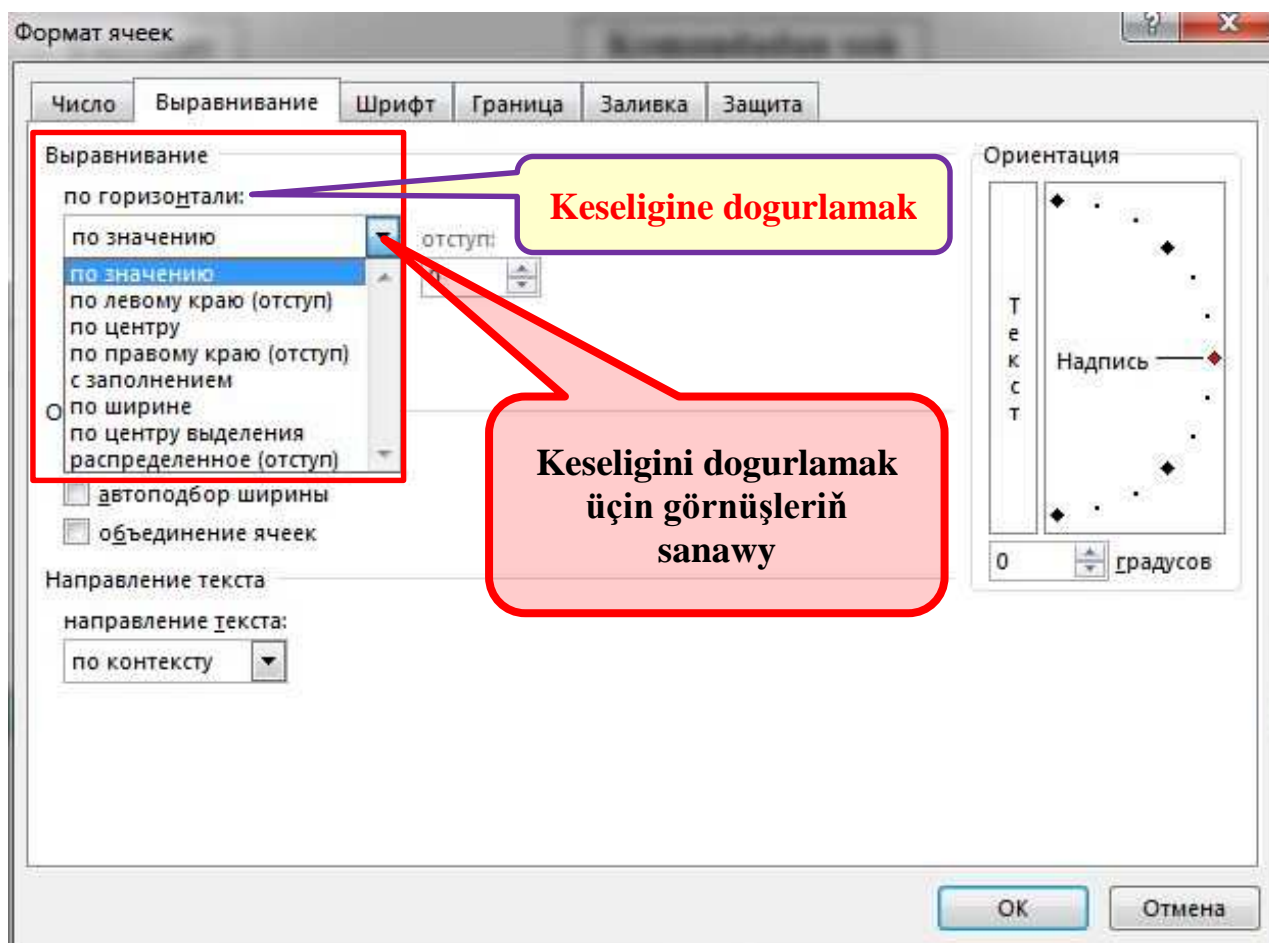 Формат ячеек
Komandadan soň
Число Выравнивание Шрифт Граница Заливка Защита
Выравнивание
по горизонтали:
Keseligine dogurlamak
по значению
отступ:
по значению
по левому краю (отступ)
по центру
по правому краю (отступ)
с заполнением
по ширине
по центру выделения
распределенное (отступ)
автоподбор ширины
объединение ячеек
Keseligini dogurlamak
üçin görnüşleriň
sanawy
Направление текста
направление текста:
по контексту
Ориентация
Текст
Надпись
0 градусов
ОК Отмена